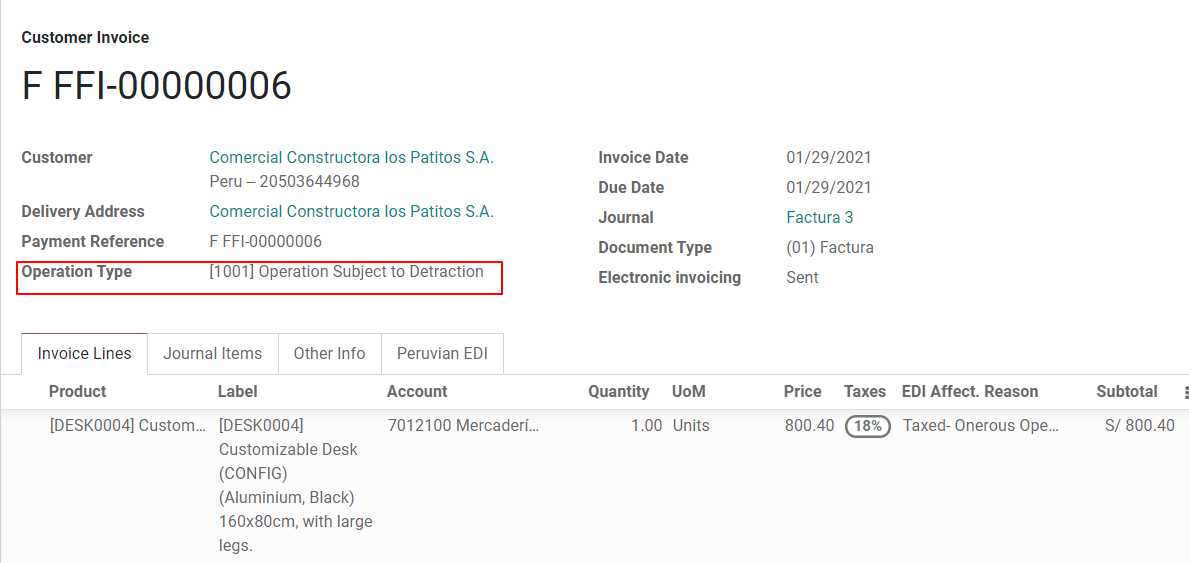 Customer Invoice
F FFI-00000006
Customer Comercial Constructora los Patitos S.A.
Peru – 20503644968
Delivery Address Comercial Constructora los Patitos S.A.
Payment Reference F FFI-00000006
Operation Type [1001] Operation Subject to Detraction
Invoice Date 01/29/2021
Due Date 01/29/2021
Journal Factura 3
Document Type (01) Factura
Electronic invoicing Sent
Invoice Lines Journal Items Other Info Peruvian EDI
Product Label Account Quantity UoM Price Taxes EDI Affect. Reason Subtotal
[DESK0004] Custom... [DESK0004] 7012100 Mercaderí... 1.00 Units 800.40 18% Taxed- Onerous Ope... S/ 800.40
Customizable Desk
(CONFIG)
(Aluminium, Black)
160x80cm, with large
legs.